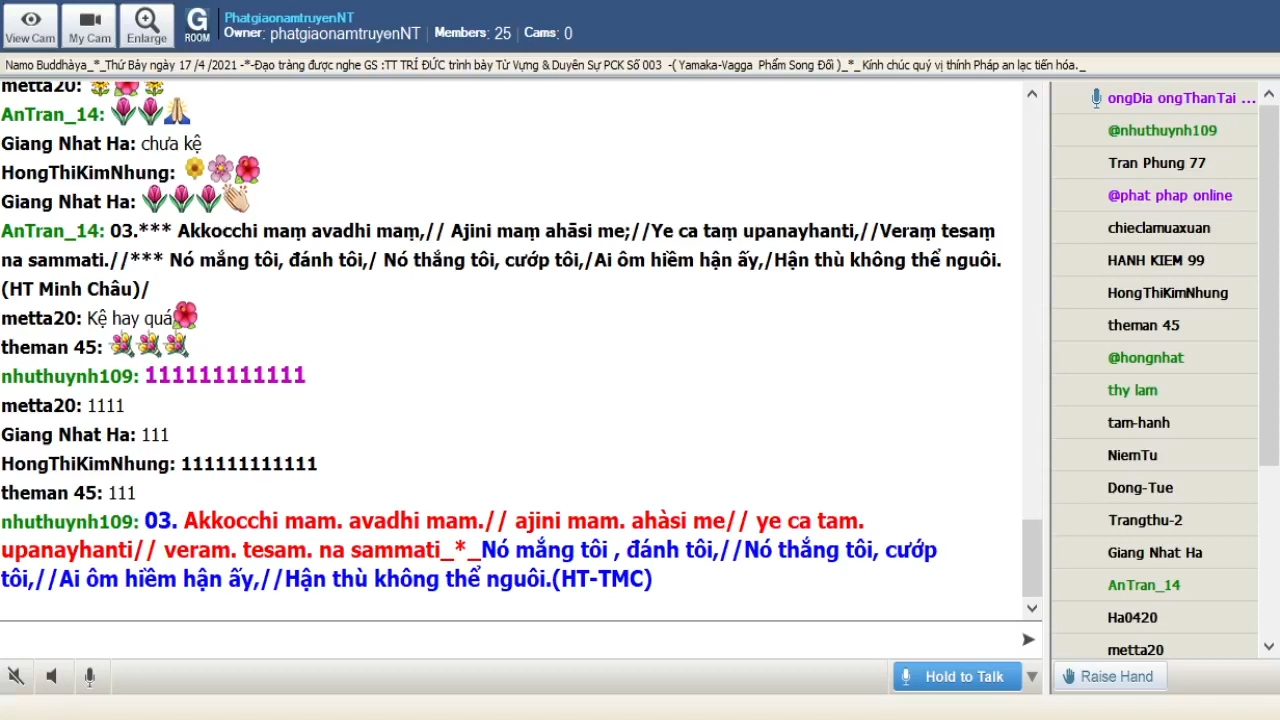 View Cam
My Cam
Enlarge
G
ROOM
PhatgiaonamtruyenNT
Owner: phatgiaonamtruyenNT | Members: 25 | Cams: 0
Namo Buddhàya_*_Thứ Bảy ngày 17 /4 /2021 -*-Đạo tràng được nghe GS :TT TRÍ ĐỨC trình bày Từ Vựng & Duyên Sự PCK Số 003 -( Yamaka-Vagga Phẩm Song Đối )_*_Kính chúc quý vị thính Pháp an lạc tiến hóa._
metta20:
AnTran_14:
Giang Nhat Ha: chưa kệ
HongThiKimNhung:
Giang Nhat Ha:
AnTran_14: 03.*** Akkocchi maṃ avadhi maṃ,// Ajini maṃ ahāsi me;//Ye ca taṃ upanayhanti,//Veraṃ tesaṃ
na sammati.//*** Nó mắng tôi, đánh tôi,/ Nó thắng tôi, cướp tôi,/Ai ôm hiềm hận ấy,/Hận thù không thể nguôi.
(HT Minh Châu)/
metta20: Kệ hay quá
theman 45:
nhuthuynh109: 111111111111
metta20: 1111
Giang Nhat Ha: 111
HongThiKimNhung: 111111111111
theman 45: 111
nhuthuynh109: 03. Akkocchi mam. avadhi mam.// ajini mam. ahàsi me// ye ca tam.
upanayhanti// veram. tesam. na sammati_*_Nó mắng tôi , đánh tôi,//Nó thắng tôi, cướp
tôi,//Ai ôm hiềm hận ấy,//Hận thù không thể nguôi.(HT-TMC)
Hold to Talk
ongDia ongThanTai ...
@nhuthuynh109
Tran Phung 77
@phat phap online
chieclamuaxuan
HANH KIEM 99
HongThiKimNhung
theman 45
@hongnhat
thy lam
tam-hanh
NiemTu
Dong-Tue
Trangthu-2
Giang Nhat Ha
AnTran_14
Ha0420
metta20
Raise Hand